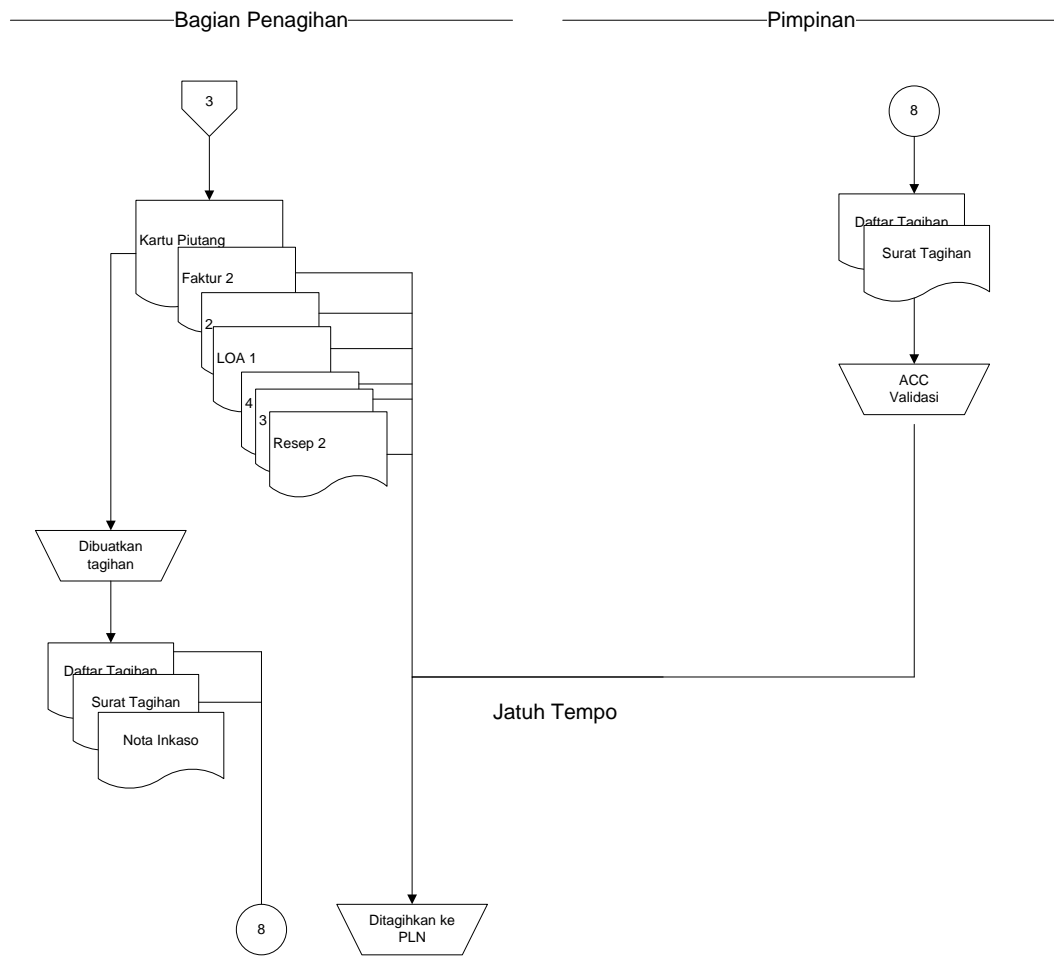 Bagian Penagihan
Pimpinan
3
Kartu Piutang
Faktur 2
2
LOA 1
4
3
Resep 2
Dibuatkan
tagihan
Daftar Tagihan
Surat Tagihan
Nota Inkaso
8
Ditagihkan ke
PLN
Jatuh Tempo
8
Daftar Tagihan
Surat Tagihan
ACC
Validasi